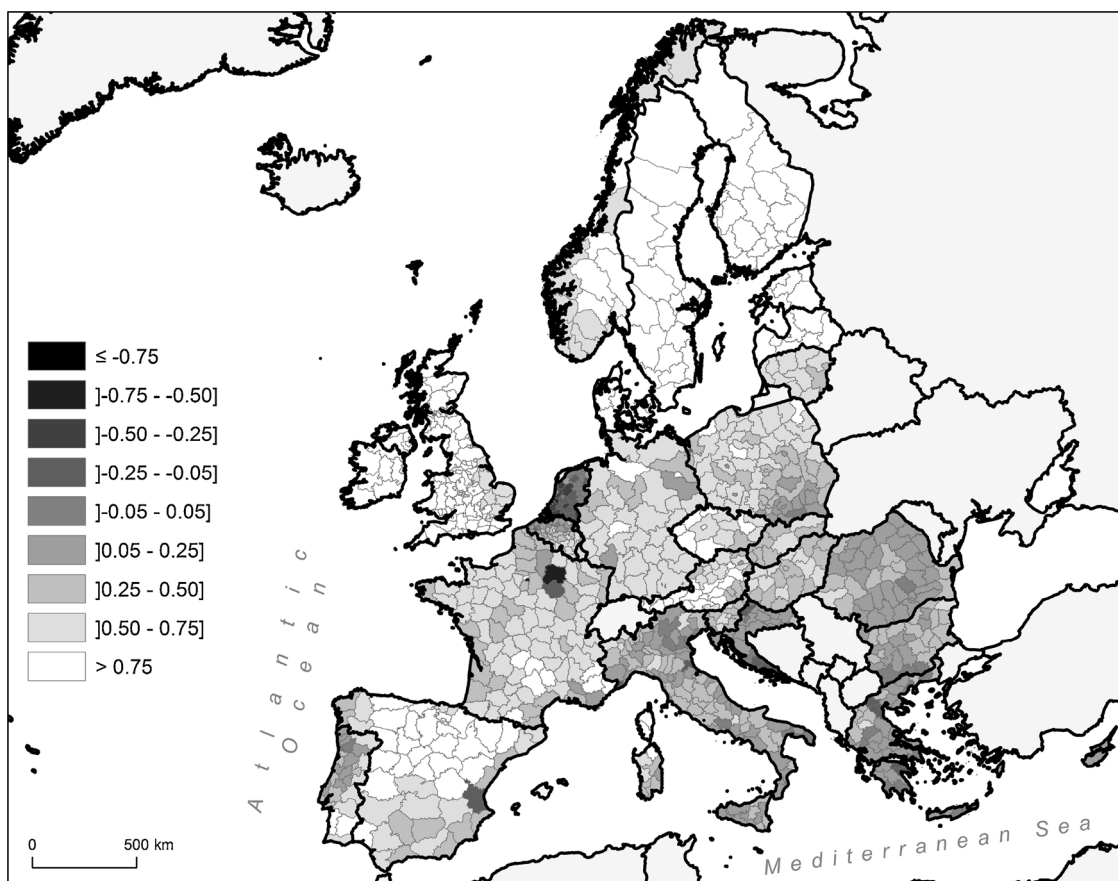 ≤ -0.75
]-0.75 - -0.50]
]-0.50 - -0.25]
]-0.25 - -0.05]
]-0.05 - 0.05]
]0.05 - 0.25]
]0.25 - 0.50]
]0.50 - 0.75]
> 0.75
Atlantic
Ocean
0 500 km
Mediterranean Sea